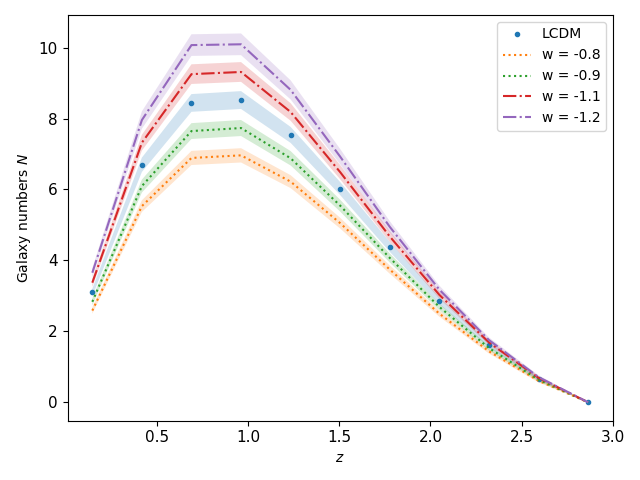 LCDM
w = -0.8
w = -0.9
w = -1.1
w = -1.2
Galaxy numbers N
10
8
6
4
2
0
0.5 1.0 1.5 2.0 2.5 3.0
z